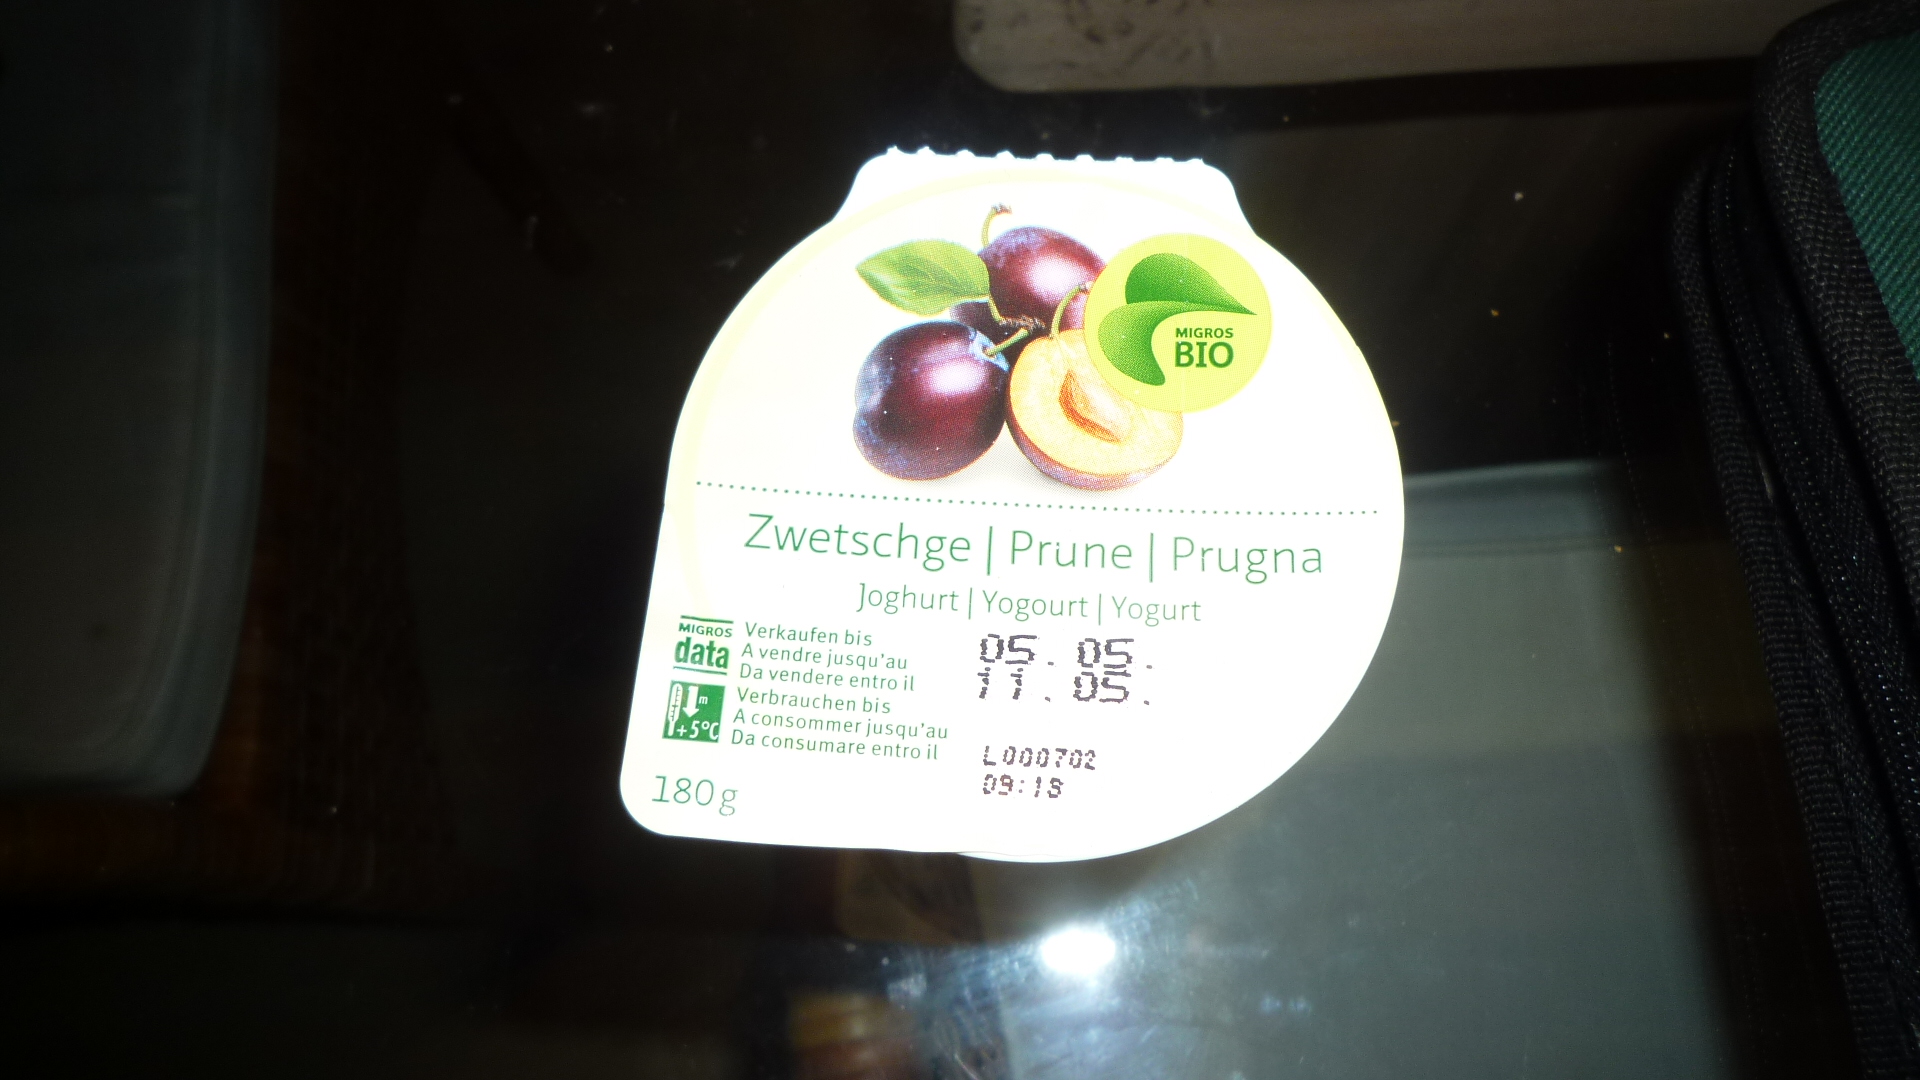 MIGROS
BIO
Zwetschge | Prune | Prugna
Joghurt | Yogourt | Yogurt
MIGROS
data
Verkaufen bis
A vendre jusqu'au
Da vendere entro il
05. 05.
m
+5°C
Verbrauchen bis
A consommer jusqu'au
Da consumare entro il
11. 05.
L000702
09:18
180g